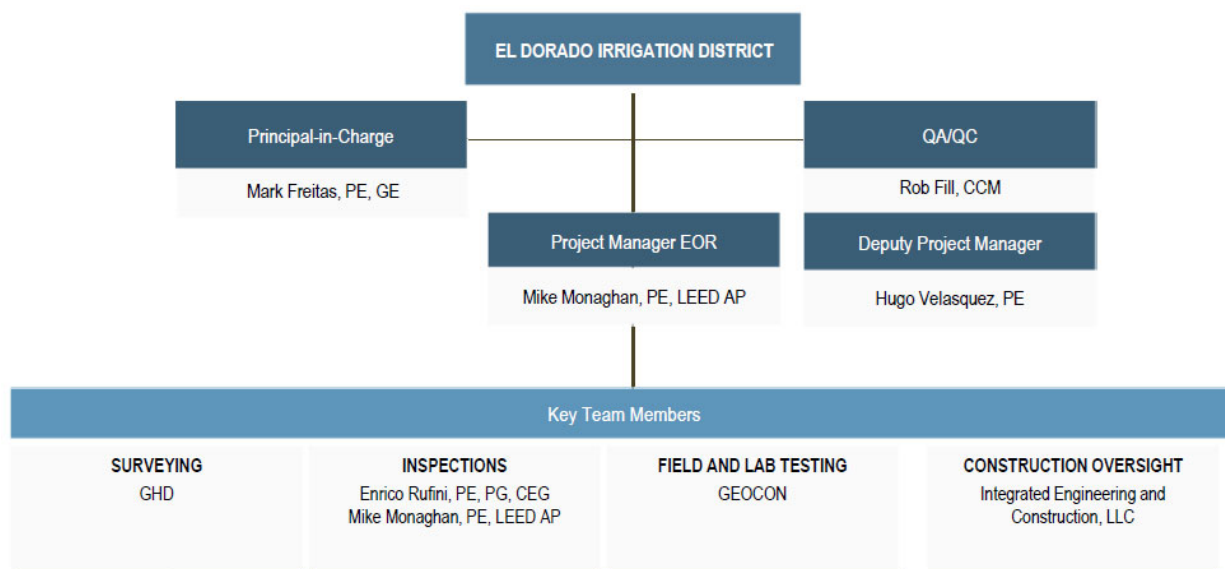 EL DORADO IRRIGATION DISTRICT
Principal-in-Charge
Mark Freitas, PE, GE
QA/QC
Rob Fill, CCM
Project Manager EOR
Mike Monaghan, PE, LEED AP
Deputy Project Manager
Hugo Velasquez, PE
Key Team Members
SURVEYING
GHD
INSPECTIONS
Enrico Rufini, PE, PG, CEG
Mike Monaghan, PE, LEED AP
FIELD AND LAB TESTING
GEOCON
CONSTRUCTION OVERSIGHT
Integrated Engineering and
Construction, LLC